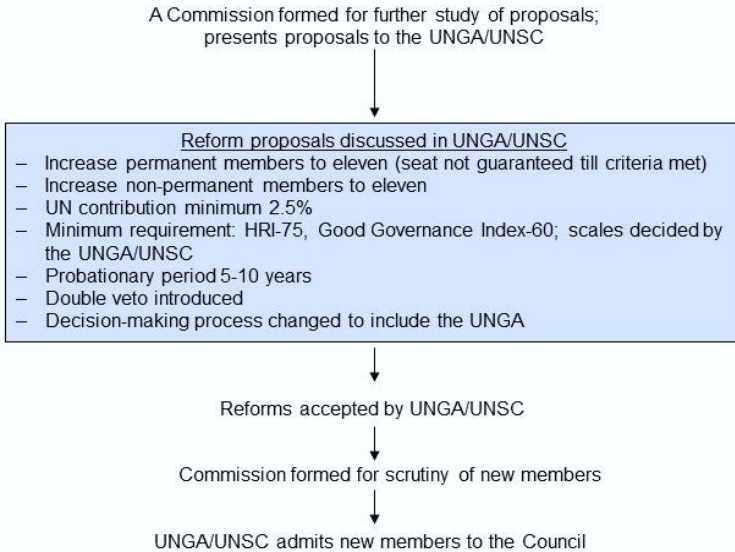 A Commission formed for further study of proposals;
presents proposals to the UNGA/UNSC
Reform proposals discussed in UNGA/UNSC
– Increase permanent members to eleven (seat not guaranteed till criteria met)
– Increase non-permanent members to eleven
– UN contribution minimum 2.5%
– Minimum requirement: HRI-75, Good Governance Index-60; scales decided by
the UNGA/UNSC
– Probationary period 5-10 years
– Double veto introduced
– Decision-making process changed to include the UNGA
Reforms accepted by UNGA/UNSC
Commission formed for scrutiny of new members
UNGA/UNSC admits new members to the Council